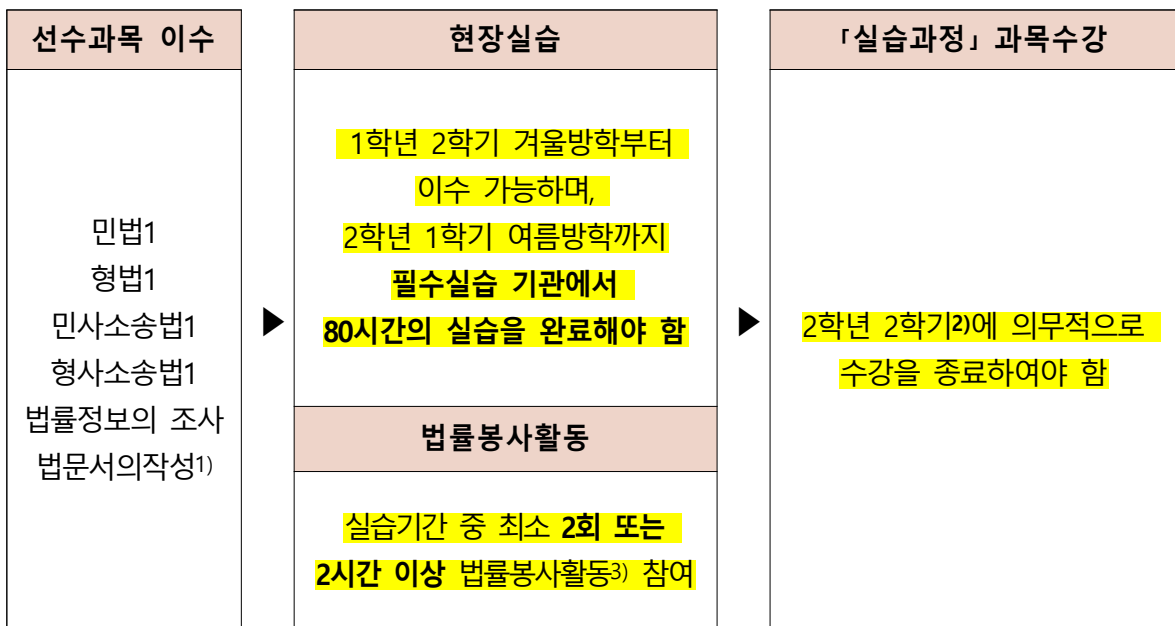 선수과목 이수
민법1
형법1
민사소송법1
형사소송법1
법률정보의 조사
법문서의작성1)
▶
현장실습
1학년 2학기 겨울방학부터
이수 가능하며,
2학년 1학기 여름방학까지
필수실습 기관에서
80시간의 실습을 완료해야 함
법률봉사활동
실습기간 중 최소 2회 또는
2시간 이상 법률봉사활동3) 참여
▶
「실습과정」 과목수강
2학년 2학기2)에 의무적으로
수강을 종료하여야 함